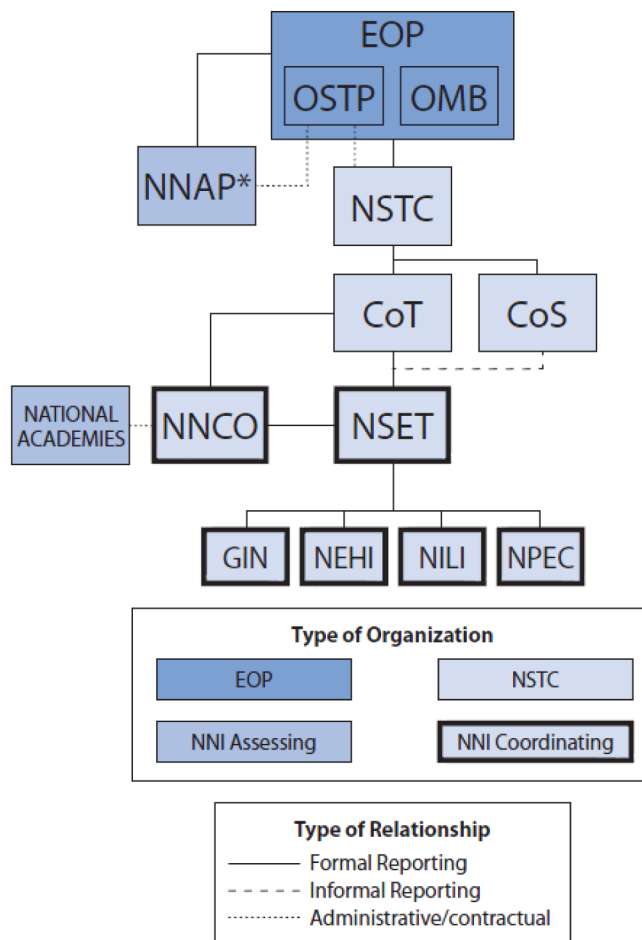 EOP
OSTP
OMB
NNAP*
NSTC
CoT
CoS
NATIONAL
ACADEMIES
NNCO
NSET
GIN
NEHI
NILI
NPEC
Type of Organization
EOP
NSTC
NNI Assessing
NNI Coordinating
Type of Relationship
Formal Reporting
Informal Reporting
Administrative/contractual